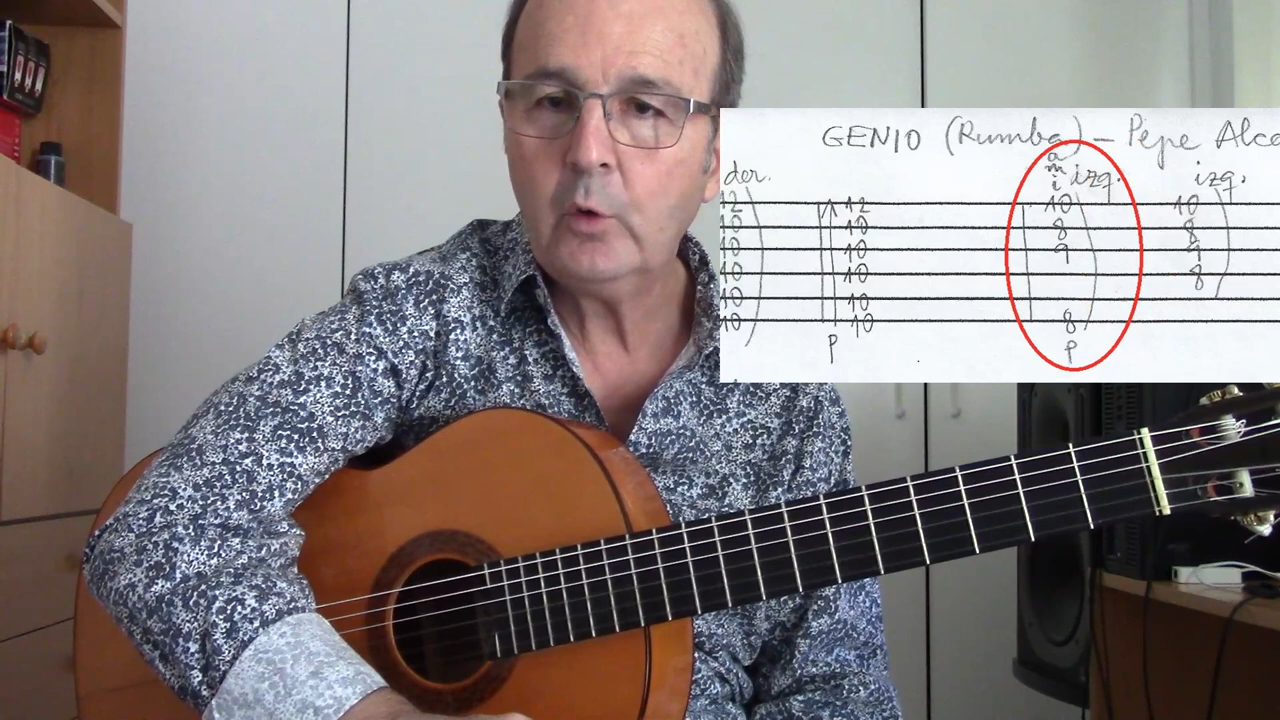 GENIO (Rumba) - Pepe Alce
a
der. m izq. izq.
i
12 12 10 10
10 10 8 8
10 10 9 9
10 10 8
10 10
10 10 8
P P